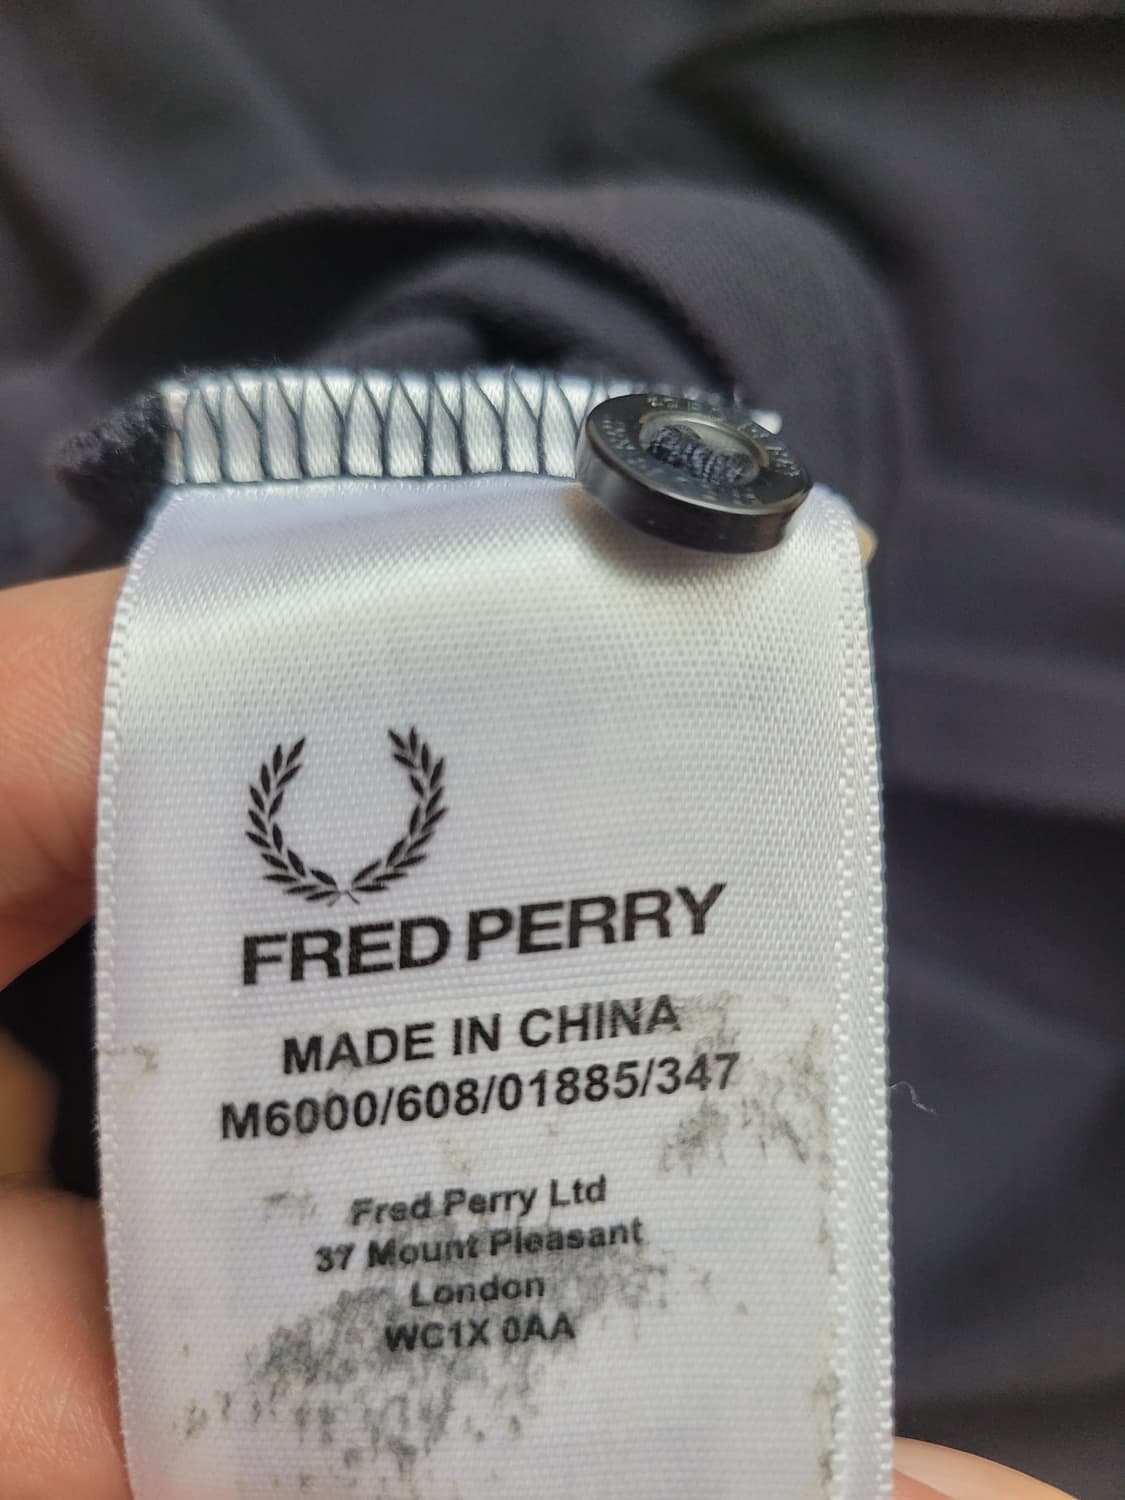 FRED PERRY
MADE IN CHINA
M6000/608/01885/347
Fred Perry Ltd
37 Mount Pleasant
London
WC1X 0AA